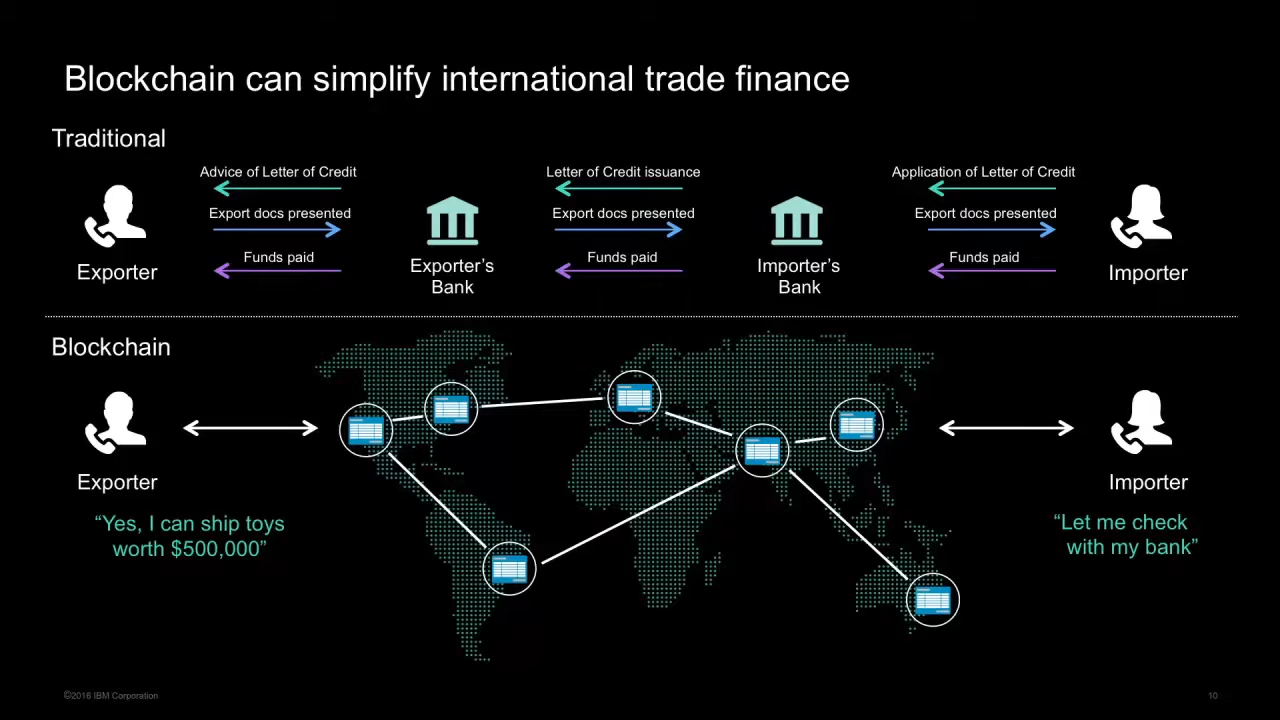 Blockchain can simplify international trade finance
Traditional
Advice of Letter of Credit
Letter of Credit issuance
Application of Letter of Credit
Export docs presented
Export docs presented
Export docs presented
Funds paid
Funds paid
Funds paid
Exporter
Exporter’s
Bank
Importer’s
Bank
Importer
Blockchain
Exporter
Importer
“Yes, I can ship toys
worth $500,000”
“Let me check
with my bank”
©2016 IBM Corporation
10